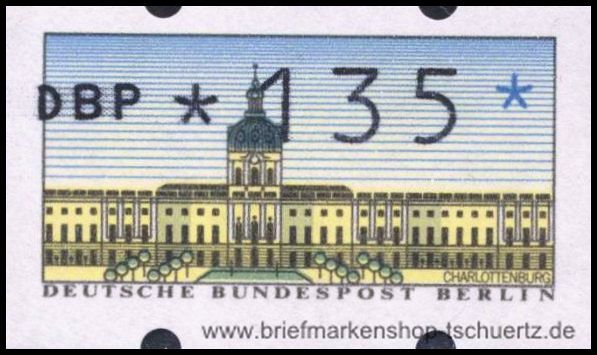 DBP *135*
CHARLOTTENBURG
DEUTSCHE BUNDESPOST BERLIN
www.briefmarkenshop-tschuertz.de